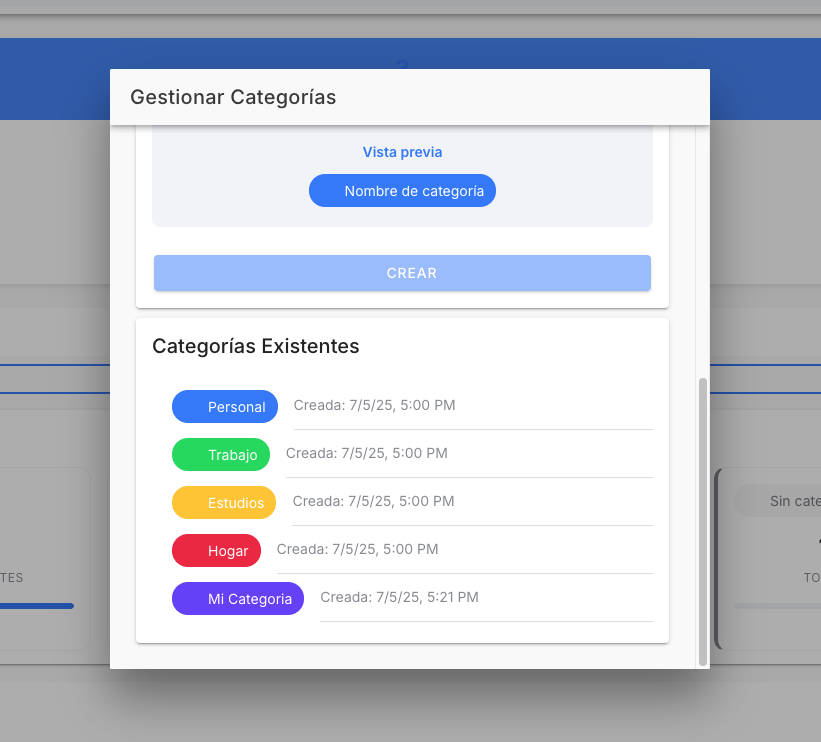 Gestionar Categorías
Vista previa
Nombre de categoría
CREAR
Categorías Existentes
Personal Creada: 7/5/25, 5:00 PM
Trabajo Creada: 7/5/25, 5:00 PM
Estudios Creada: 7/5/25, 5:00 PM
Hogar Creada: 7/5/25, 5:00 PM
Mi Categoria Creada: 7/5/25, 5:21 PM
Sin cate
TES
TO